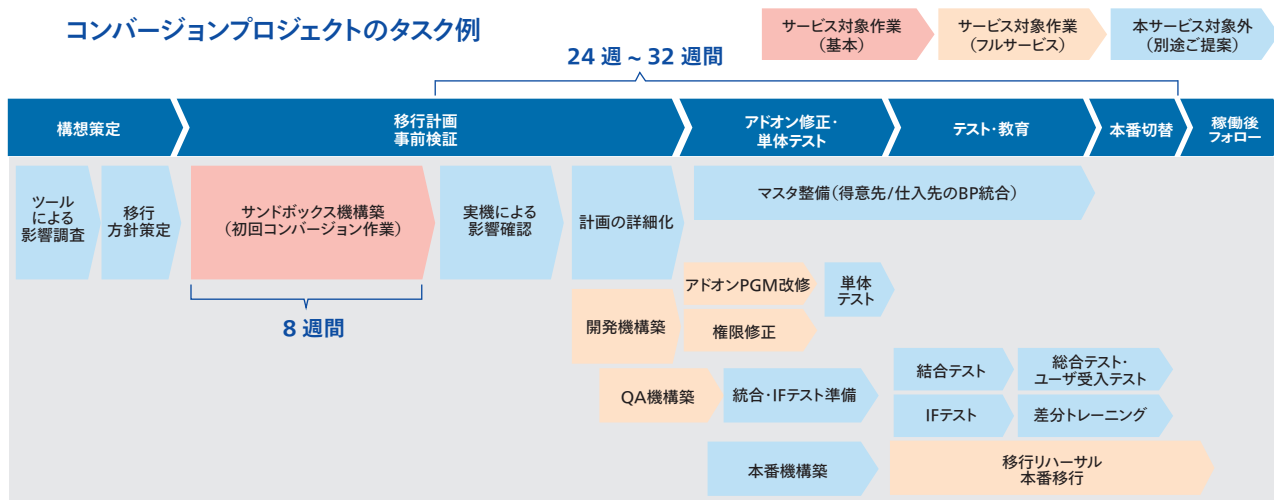 コンバージョンプロジェクトのタスク例
サービス対象作業
（基本）
サービス対象作業
（フルサービス）
本サービス対象外
（別途ご提案）
24 週 ~ 32 週間
構想策定
移行計画
事前検証
アドオン修正・
単体テスト
テスト・教育
本番切替
稼働後
フォロー
ツール
による
影響調査
移行
方針策定
サンドボックス機構築
（初回コンバージョン作業）
実機による
影響確認
計画の詳細化
マスタ整備（得意先/仕入先のBP統合）
8 週間
アドオンPGM改修
単体
テスト
開発機構築
権限修正
QA機構築
統合・IFテスト準備
結合テスト
総合テスト・
ユーザ受入テスト
IFテスト
差分トレーニング
本番機構築
移行リハーサル
本番移行